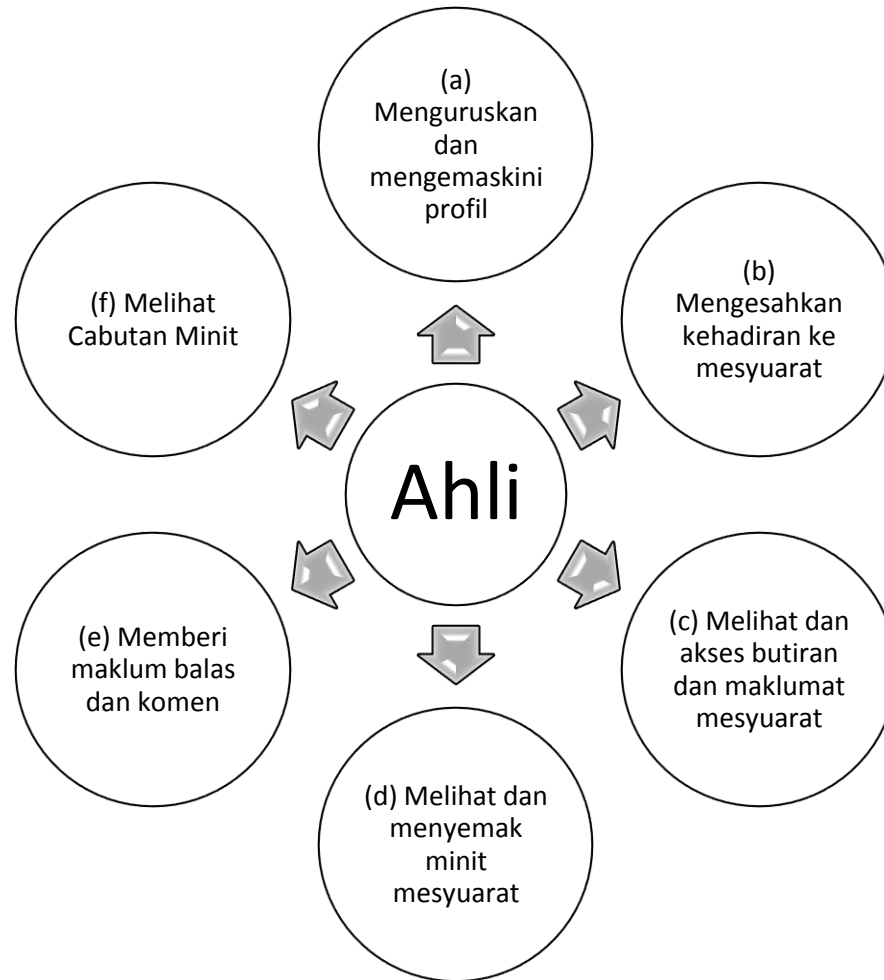 (a)
Menguruskan
dan
mengemaskini
profil
(b)
Mengesahkan
kehadiran ke
mesyuarat
(c) Melihat dan
akses butiran
dan maklumat
mesyuarat
(d) Melihat dan
menyemak
minit
mesyuarat
(e) Memberi
maklum balas
dan komen
(f) Melihat
Cabutan Minit
Ahli